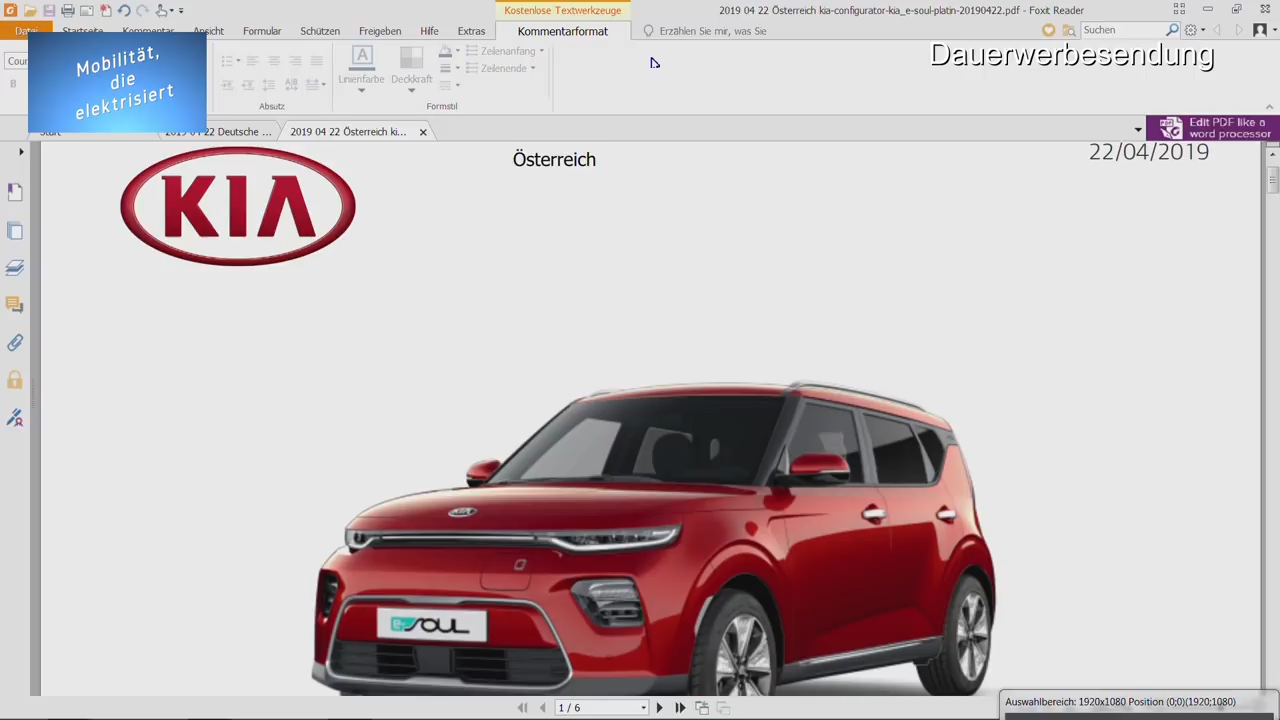 Kostenlose Textwerkzeuge
2019 04 22 Österreich kia-configurator-kia_e-soul-platin-20190422.pdf - Foxit Reader
Datei Startseite Kommentar Ansicht Formular Schützen Freigeben Hilfe Extras Kommentarformat Erzählen Sie mir, was Sie Suchen
Dauerwerbesendung
Mobilität,
die
elektrisiert
Cour
Zeilenanfang
Zeilenende
Linienfarbe Deckkraft
Absatz Formstil
Start 2019 04 22 Deutsche ... 2019 04 22 Österreich ki...
Edit PDF like a
word processor
Österreich
22/04/2019
KIA
KIA
e-SOUL
1 / 6
Auswahlbereich: 1920x1080 Position (0;0)(1920;1080)